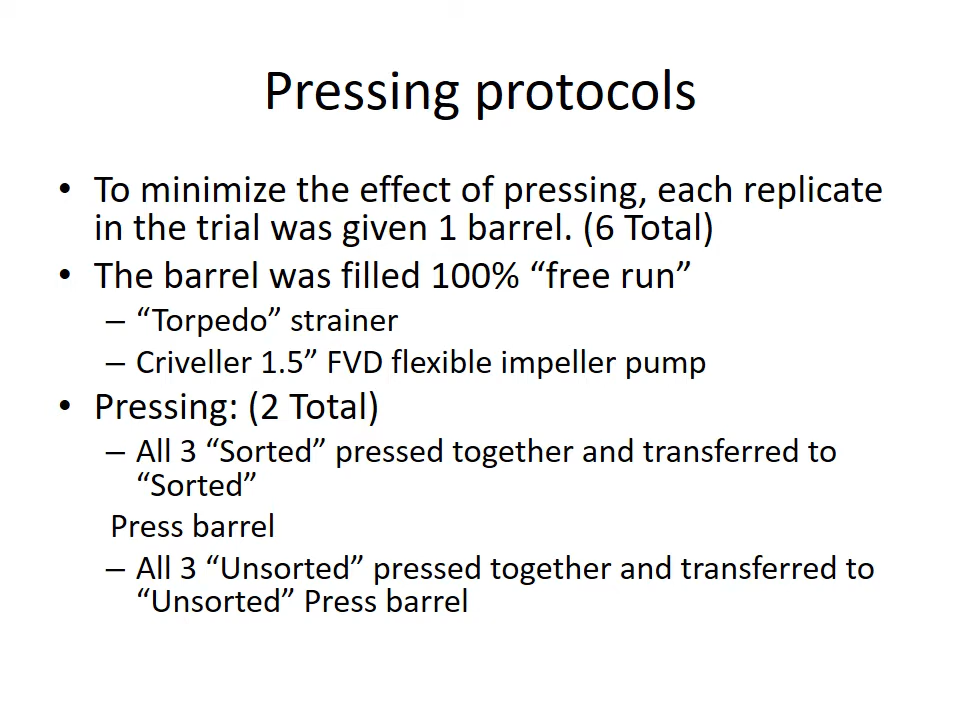 Pressing protocols
• To minimize the effect of pressing, each replicate
in the trial was given 1 barrel. (6 Total)
• The barrel was filled 100% “free run”
– “Torpedo” strainer
– Criveller 1.5” FVD flexible impeller pump
• Pressing: (2 Total)
– All 3 “Sorted” pressed together and transferred to
“Sorted”
Press barrel
– All 3 “Unsorted” pressed together and transferred to
“Unsorted” Press barrel